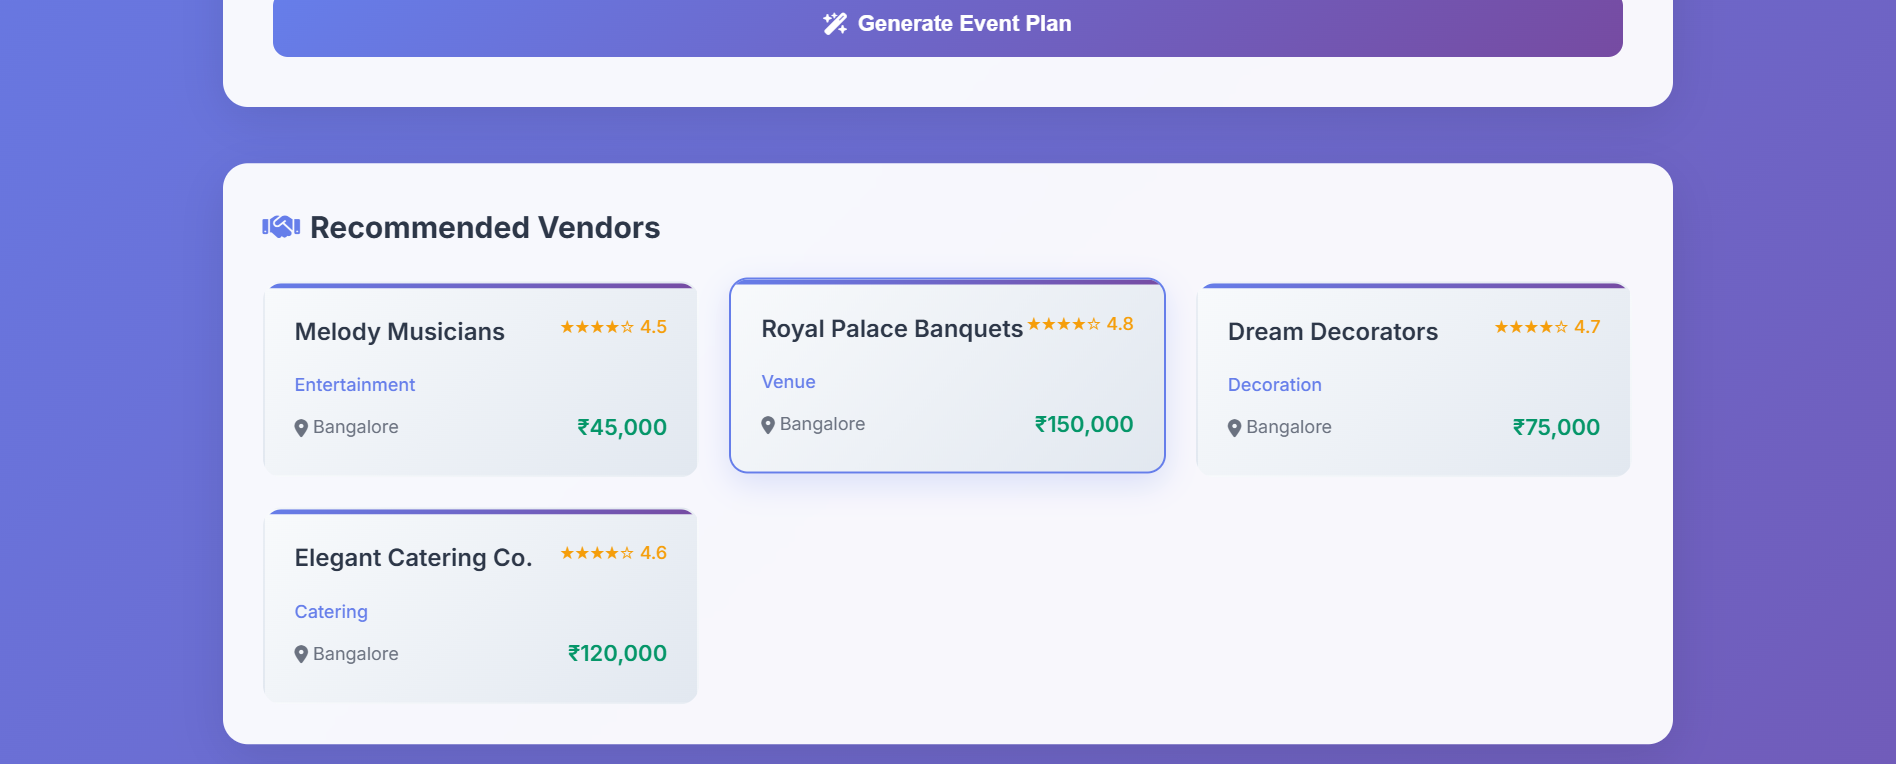 Generate Event Plan
Recommended Vendors
Melody Musicians ★★★★☆ 4.5
Entertainment
Bangalore ₹45,000
Royal Palace Banquets ★★★★☆ 4.8
Venue
Bangalore ₹150,000
Dream Decorators ★★★★☆ 4.7
Decoration
Bangalore ₹75,000
Elegant Catering Co. ★★★★☆ 4.6
Catering
Bangalore ₹120,000